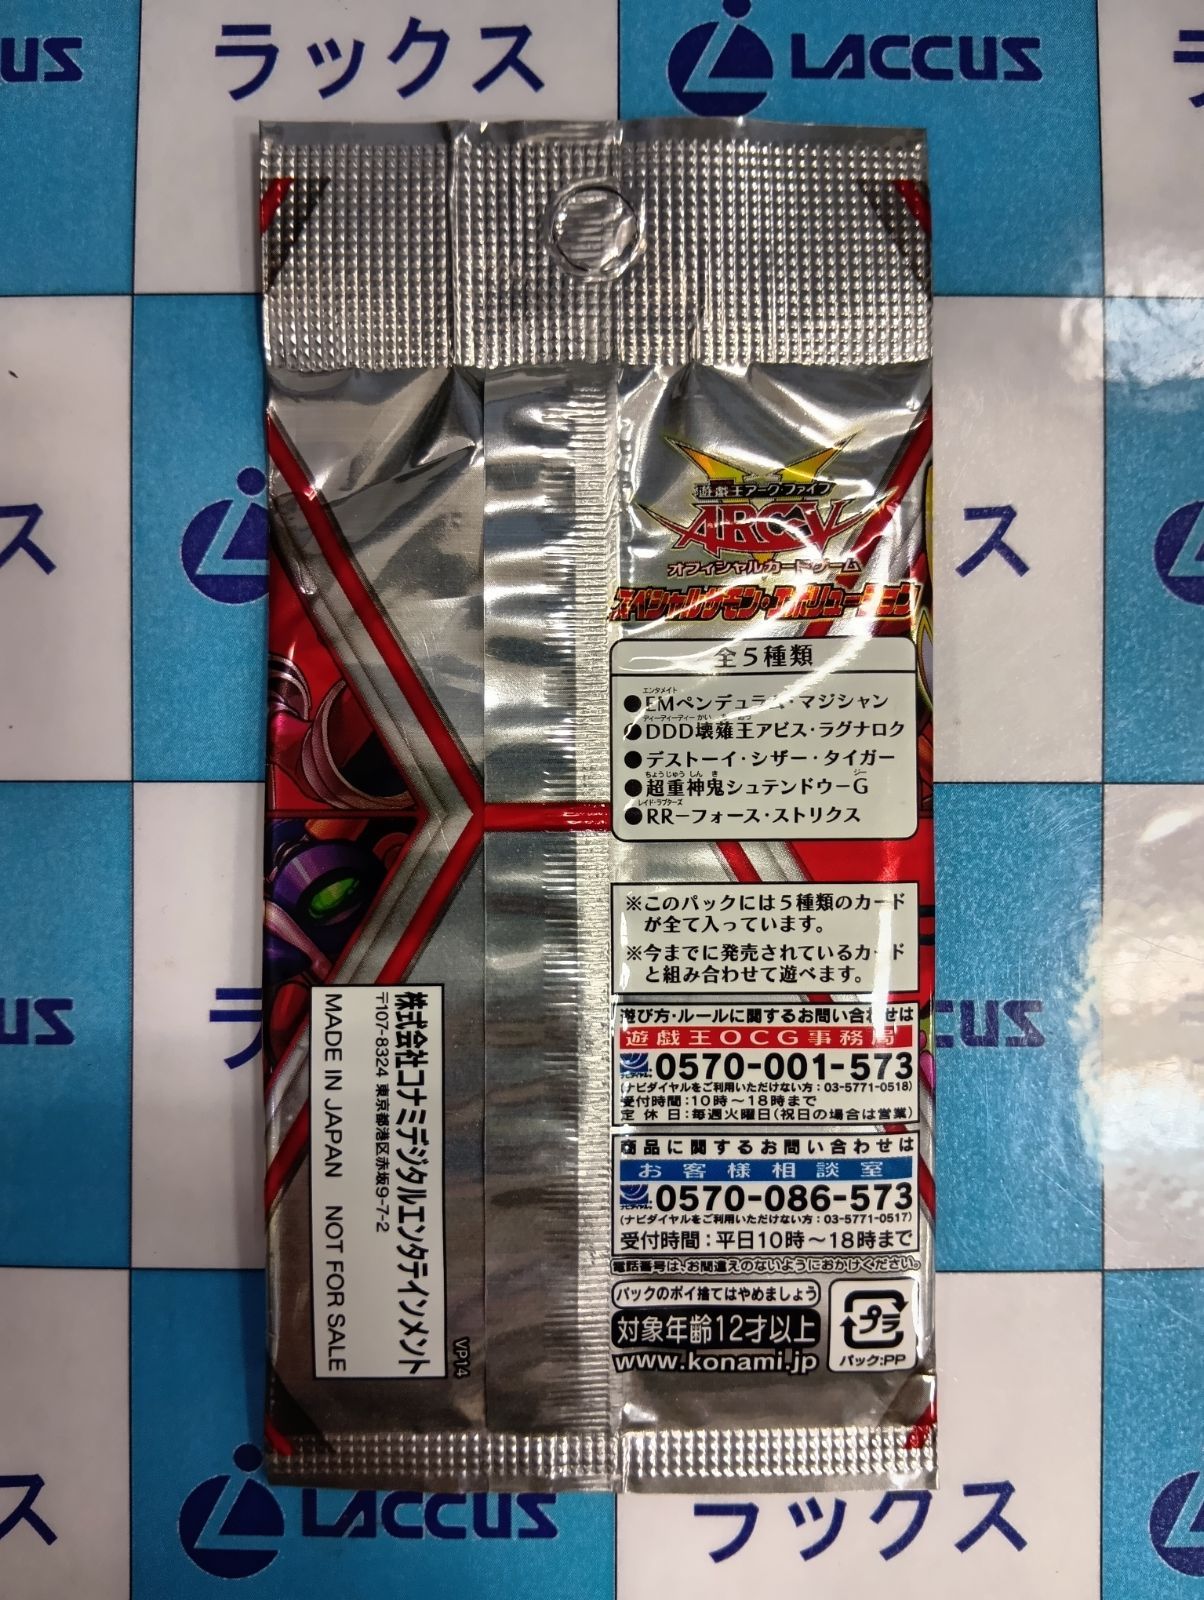 ラックス
LACCUS
遊戯王アーク・ファイブ
ARC-V
オフィシャルカードゲーム
スペシャルサモン・エボリューション
全5種類
エンタメイト
●EMペンデュラム・マジシャン
ディーディーディー かい
●DDD壊薙王アビス・ラグナロク
●デストーイ・シザー・タイガー
ちょうじゅうしんき ジー
●超重神鬼シュテンドウ-G
レイド・ラプターズ
●RR-フォース・ストリクス
※このパックには5種類のカード
が全て入っています。
※今までに発売されているカード
と組み合わせて遊べます。
遊び方・ルールに関するお問い合わせは
遊戯王OCG事務局
0570-001-573
(ナビダイヤルをご利用いただけない方：03-5771-0518)
受付時間：10時～18時まで
定休日：毎週火曜日(祝日の場合は営業)
商品に関するお問い合わせは
お客様相談室
0570-086-573
(ナビダイヤルをご利用いただけない方：03-5771-0517)
受付時間：平日10時～18時まで
電話番号は、お間違えのないようにおかけください。
パックのポイ捨てはやめましょう
対象年齢12才以上
www.konami.jp
プラ
パック:PP
株式会社コナミデジタルエンタテインメント
〒107-8324 東京都港区赤坂9-7-2
MADE IN JAPAN NOT FOR SALE
VP14
LACCUS
ラックス